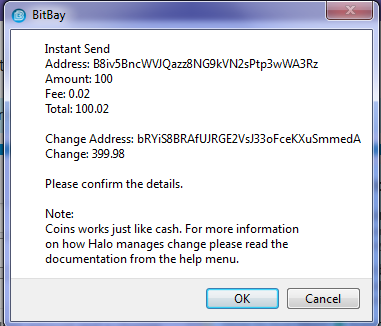 BitBay
Instant Send
Address: B8iv5BncWVJQazz8NG9kVN2sPtp3wWA3Rz
Amount: 100
Fee: 0.02
Total: 100.02
Change Address: bRYiS8BRAfUJRGE2VsJ33oFceKXuSmmedA
Change: 399.98
Please confirm the details.
Note:
Coins works just like cash. For more information
on how Halo manages change please read the
documentation from the help menu.
OK
Cancel